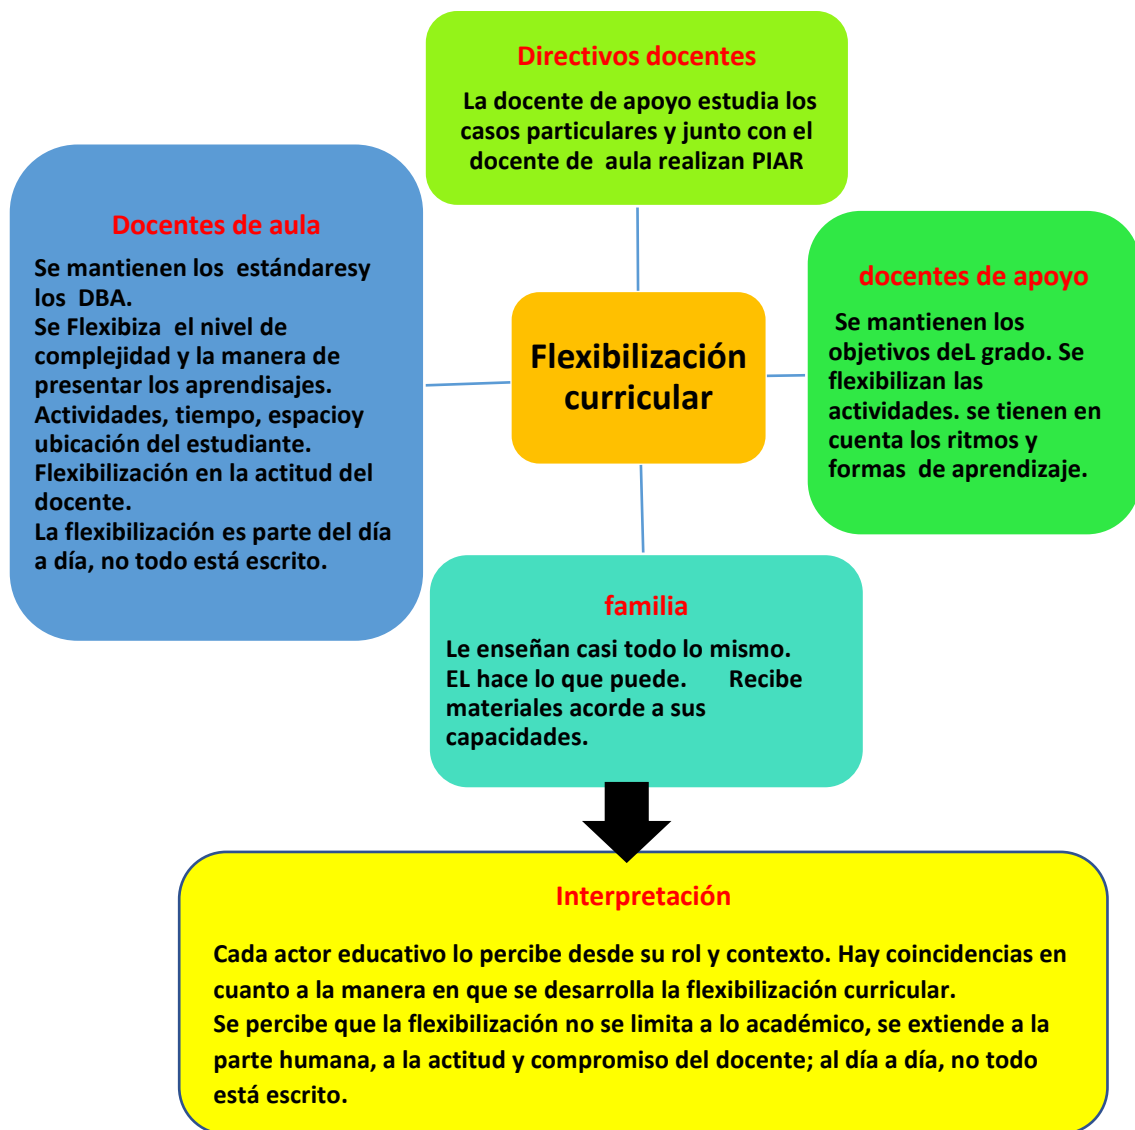 Directivos docentes
La docente de apoyo estudia los
casos particulares y junto con el
docente de aula realizan PIAR
Docentes de aula
Se mantienen los estándaresy
los DBA.
Se Flexibiza el nivel de
complejidad y la manera de
presentar los aprendisajes.
Actividades, tiempo, espacioy
ubicación del estudiante.
Flexibilización en la actitud del
docente.
La flexibilización es parte del día
a día, no todo está escrito.
Flexibilización
curricular
docentes de apoyo
Se mantienen los
objetivos deL grado. Se
flexibilizan las
actividades. se tienen en
cuenta los ritmos y
formas de aprendizaje.
familia
Le enseñan casi todo lo mismo.
EL hace lo que puede. Recibe
materiales acorde a sus
capacidades.
Interpretación
Cada actor educativo lo percibe desde su rol y contexto. Hay coincidencias en
cuanto a la manera en que se desarrolla la flexibilización curricular.
Se percibe que la flexibilización no se limita a lo académico, se extiende a la
parte humana, a la actitud y compromiso del docente; al día a día, no todo
está escrito.